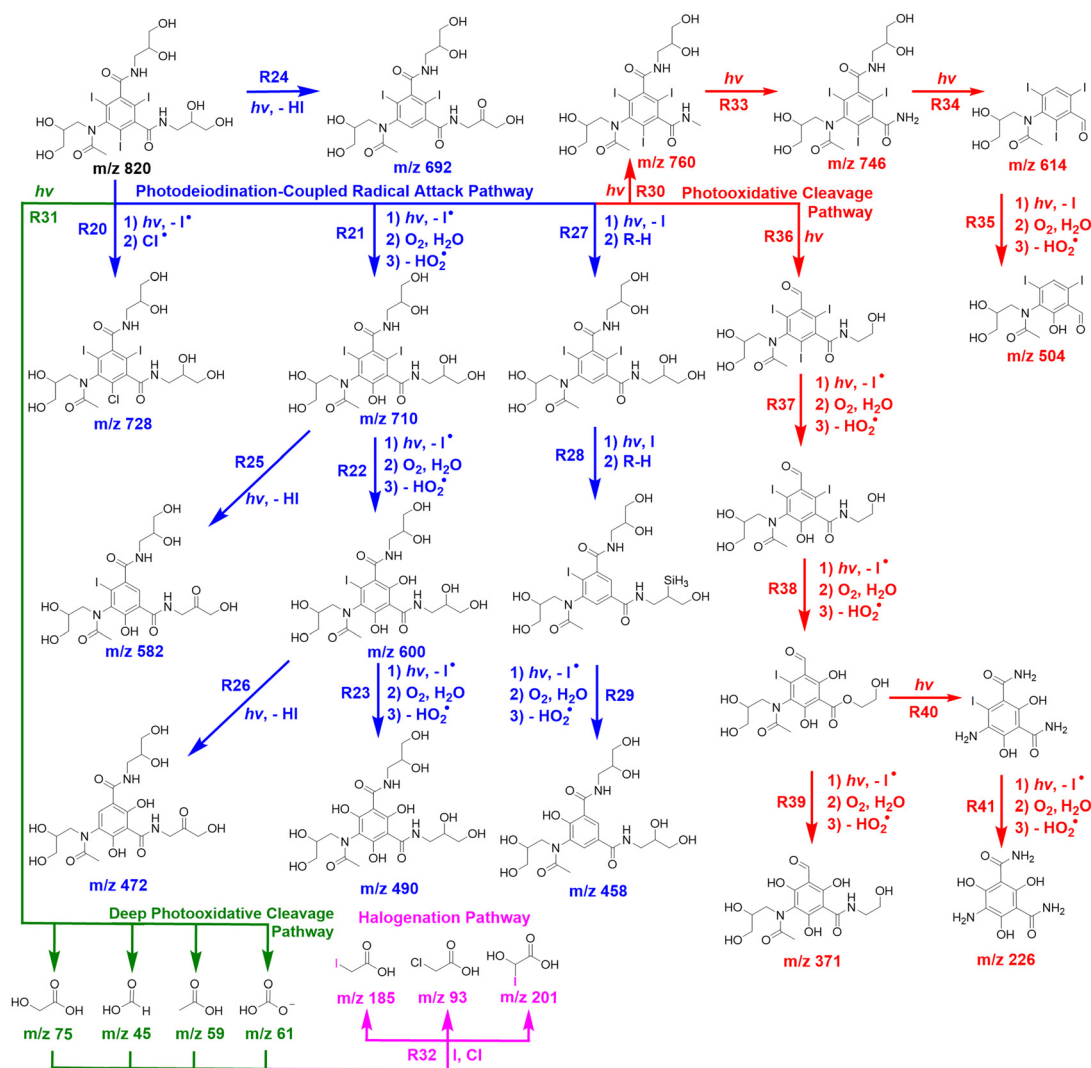 R24
hv, - HI
hv
R33
hv
R34
m/z 820
m/z 692
m/z 760
m/z 746
m/z 614
hv
R31
Photodeiodination-Coupled Radical Attack Pathway
hv
R30
Photooxidative Cleavage
Pathway
R20
1) hv, - I•
2) Cl•
R21
1) hv, - I•
2) O2, H2O
3) - HO2•
R27
1) hv, - I
2) R-H
R36
hv
R35
1) hv, - I
2) O2, H2O
3) - HO2•
m/z 728
m/z 710
m/z 504
R37
1) hv, - I•
2) O2, H2O
3) - HO2•
R25
hv, - HI
R22
1) hv, - I•
2) O2, H2O
3) - HO2•
R28
1) hv, I
2) R-H
SiH3
R38
1) hv, - I•
2) O2, H2O
3) - HO2•
m/z 582
m/z 600
R26
hv, - HI
R23
1) hv, - I•
2) O2, H2O
3) - HO2•
1) hv, - I•
2) O2, H2O
3) - HO2•
R29
hv
R40
R39
1) hv, - I•
2) O2, H2O
3) - HO2•
R41
1) hv, - I•
2) O2, H2O
3) - HO2•
m/z 472
m/z 490
m/z 458
m/z 371
m/z 226
Deep Photooxidative Cleavage
Pathway
Halogenation Pathway
m/z 75
m/z 45
m/z 59
m/z 61
m/z 185
m/z 93
m/z 201
R32
I, Cl